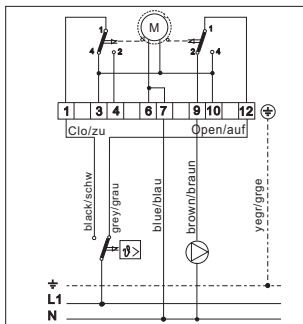 M
1 1
4 2 2 4
1 3 4 6 7 9 10 12
Clo/zu Open/auf
black/schw
grey/grau
blue/blau
brown/braun
yegr/grge
ϑ>
L1
N